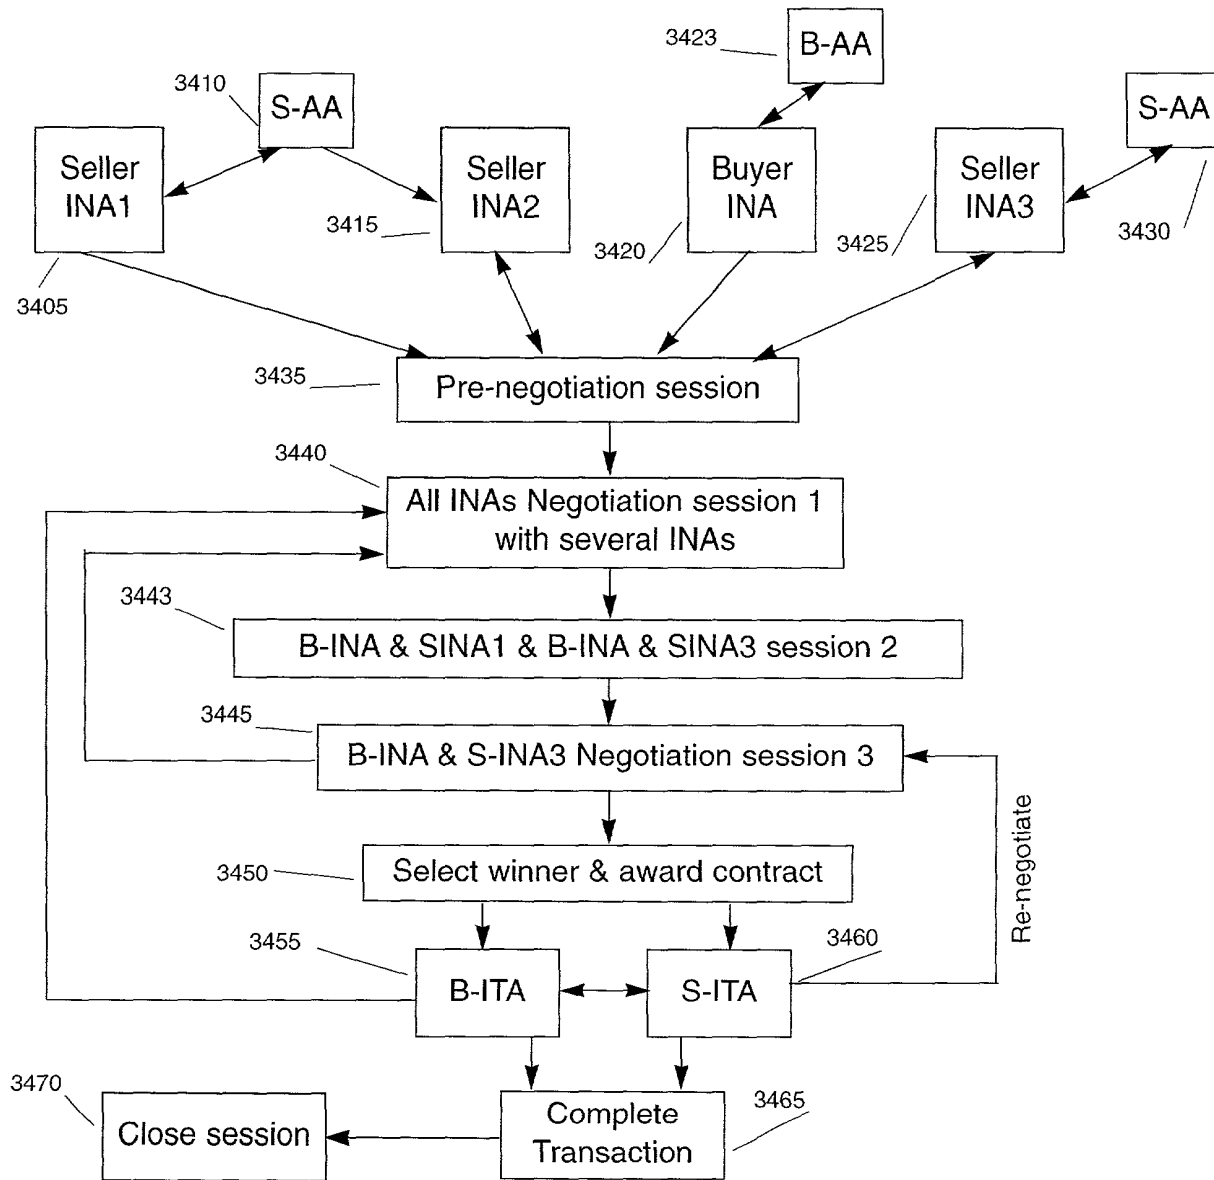 3423
B-AA
3410
S-AA
S-AA
Seller
INA1
Seller
INA2
Buyer
INA
Seller
INA3
3405
3415
3420
3425
3430
3435
Pre-negotiation session
3440
All INAs Negotiation session 1
with several INAs
3443
B-INA & SINA1 & B-INA & SINA3 session 2
3445
B-INA & S-INA3 Negotiation session 3
Re-negotiate
3450
Select winner & award contract
3455
B-ITA
S-ITA
3460
3470
Close session
Complete
Transaction
3465